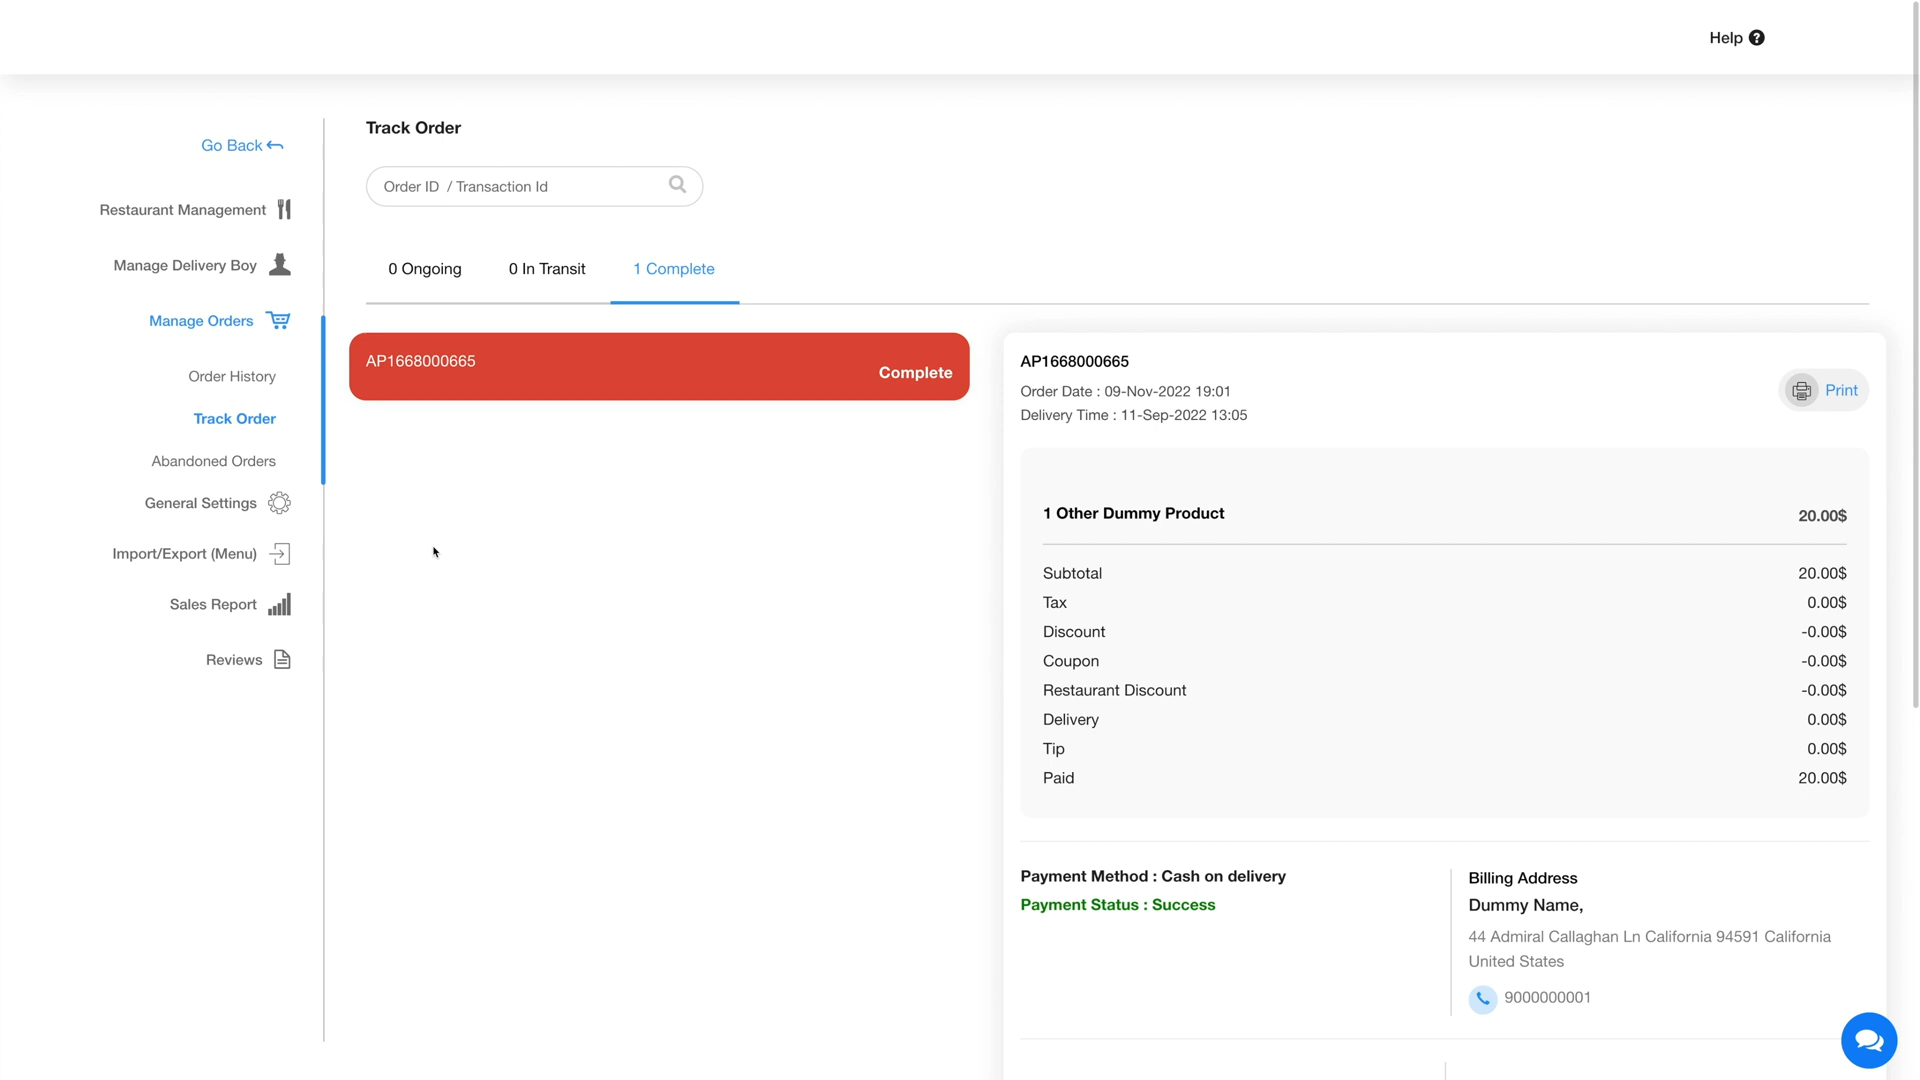 Help
Go Back
Restaurant Management
Manage Delivery Boy
Manage Orders
Order History
Track Order
Abandoned Orders
General Settings
Import/Export (Menu)
Sales Report
Reviews
Track Order
Order ID / Transaction Id
0 Ongoing 0 In Transit 1 Complete
AP1668000665
Complete
AP1668000665
Order Date : 09-Nov-2022 19:01
Delivery Time : 11-Sep-2022 13:05
Print
1 Other Dummy Product 20.00$
Subtotal 20.00$
Tax 0.00$
Discount -0.00$
Coupon -0.00$
Restaurant Discount -0.00$
Delivery 0.00$
Tip 0.00$
Paid 20.00$
Payment Method : Cash on delivery
Payment Status : Success
Billing Address
Dummy Name,
44 Admiral Callaghan Ln California 94591 California
United States
9000000001